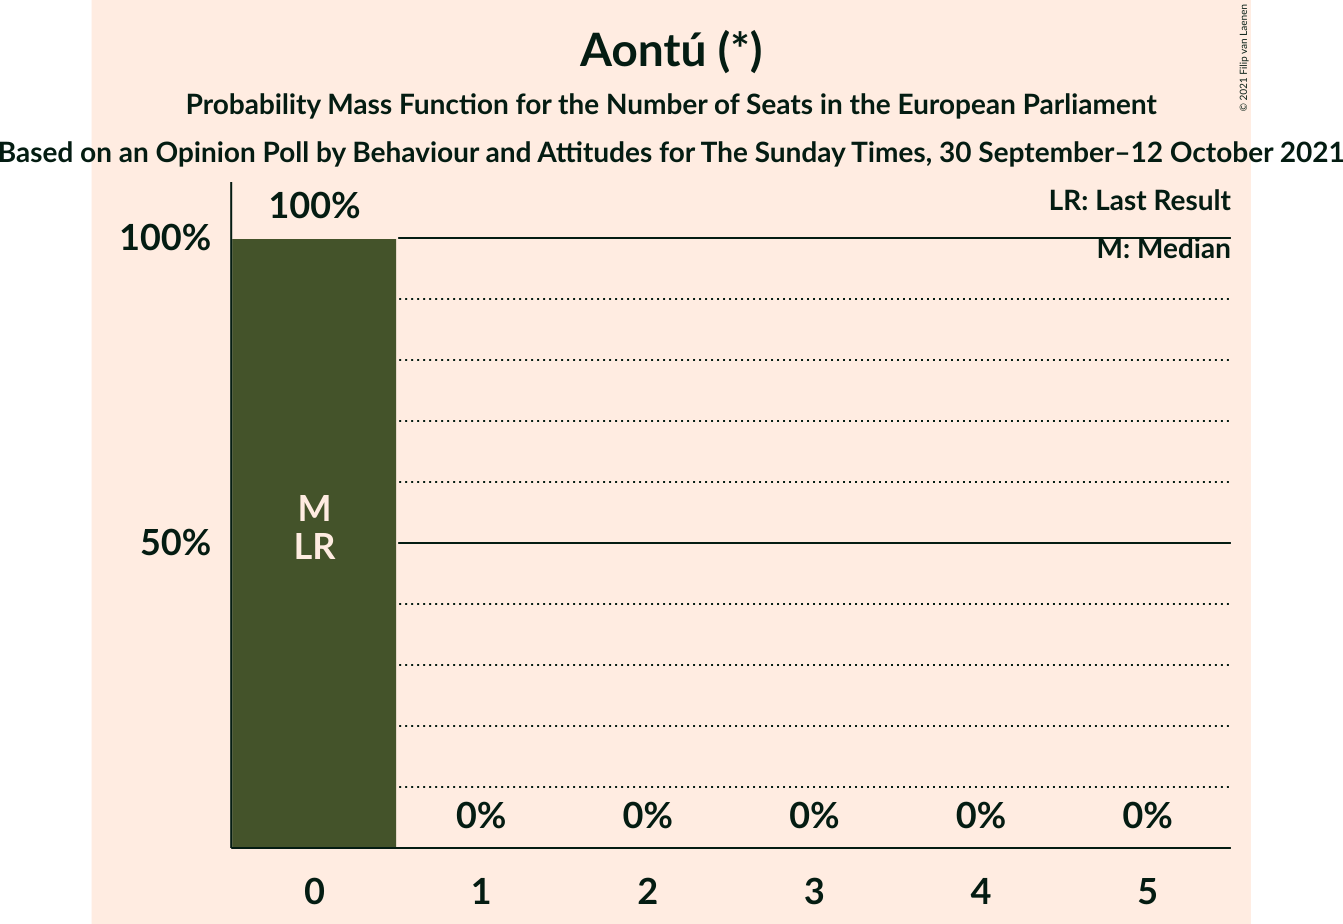 Aontú (*)
Probability Mass Function for the Number of Seats in the European Parliament
Based on an Opinion Poll by Behaviour and Attitudes for The Sunday Times, 30 September–12 October 2021
© 2021 Filip van Laenen
LR: Last Result
M: Median
100%
100%
50%
M
LR
0% 0% 0% 0% 0%
0 1 2 3 4 5